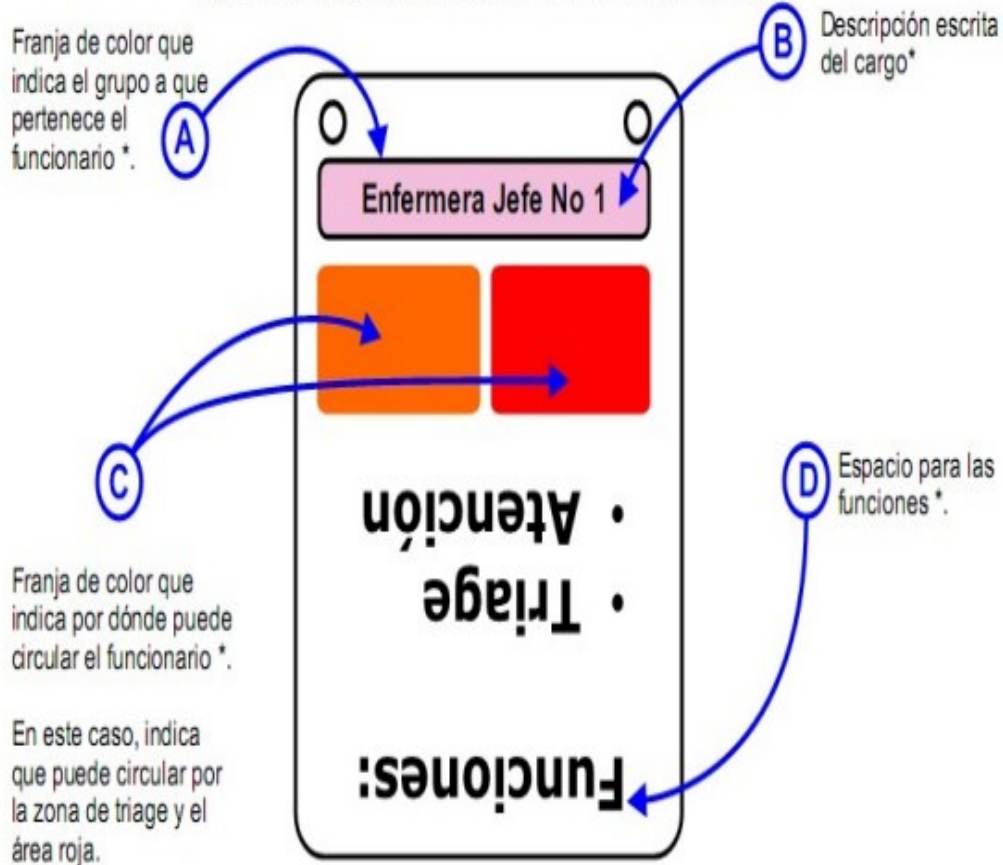 Franja de color que
indica el grupo a que
pertenece el
funcionario *.
A
B
Descripción escrita
del cargo*
Enfermera Jefe No 1
C
Franja de color que
indica por dónde puede
circular el funcionario *.
En este caso, indica
que puede circular por
la zona de triage y el
área roja.
D
Espacio para las
funciones *.
Funciones:
• Triage
• Atención